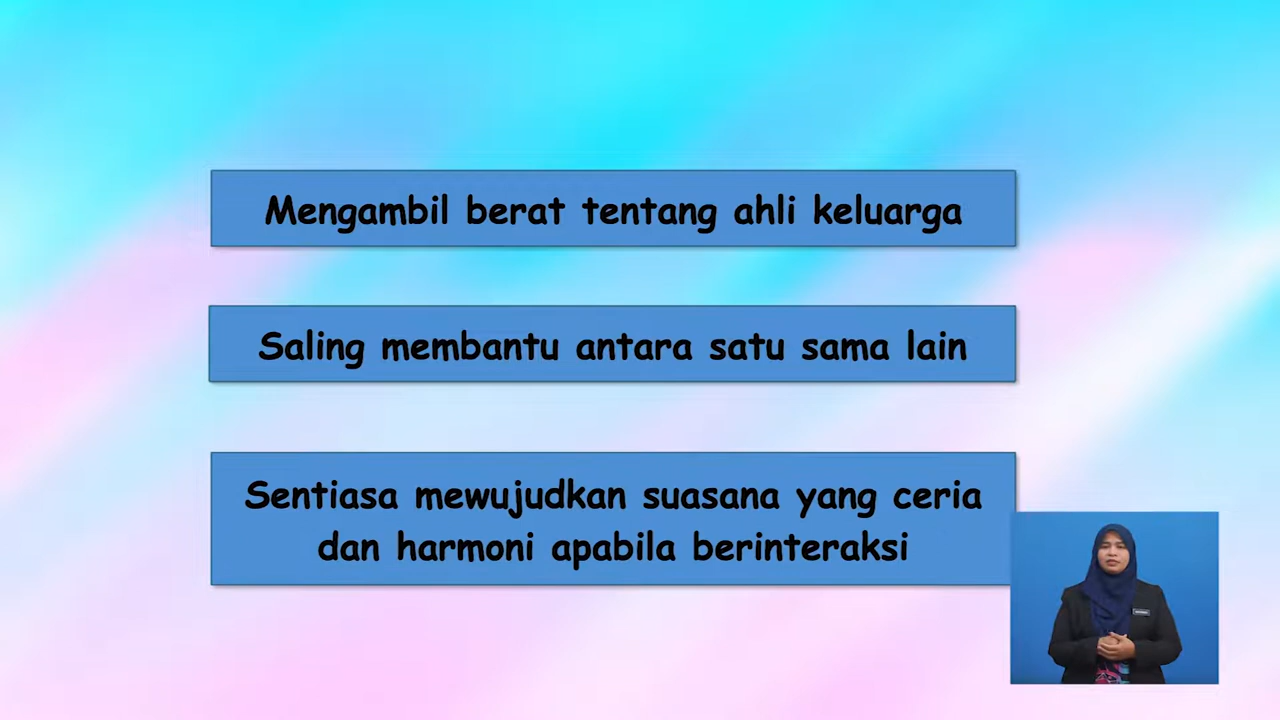 Mengambil berat tentang ahli keluarga
Saling membantu antara satu sama lain
Sentiasa mewujudkan suasana yang ceria
dan harmoni apabila berinteraksi